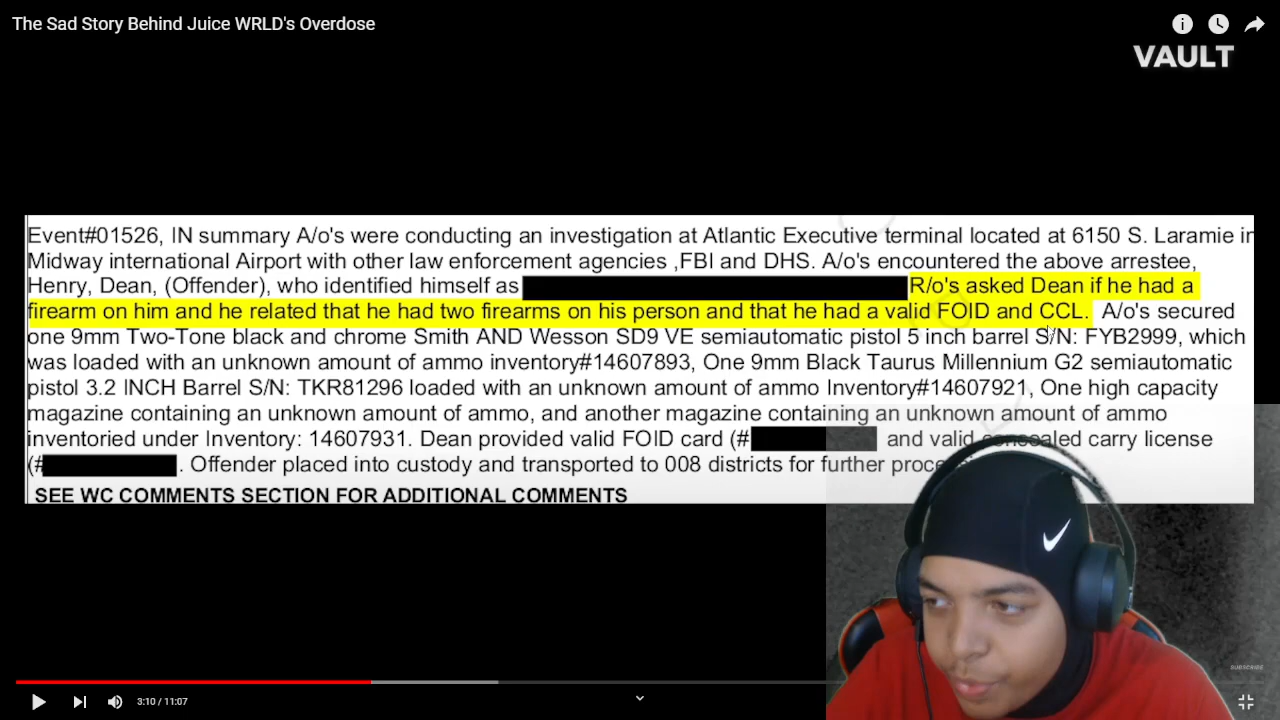 The Sad Story Behind Juice WRLD's Overdose
VAULT
Event#01526, IN summary A/o's were conducting an investigation at Atlantic Executive terminal located at 6150 S. Laramie in
Midway international Airport with other law enforcement agencies ,FBI and DHS. A/o's encountered the above arrestee,
Henry, Dean, (Offender), who identified himself as R/o's asked Dean if he had a
firearm on him and he related that he had two firearms on his person and that he had a valid FOID and CCL. A/o's secured
one 9mm Two-Tone black and chrome Smith AND Wesson SD9 VE semiautomatic pistol 5 inch barrel S/N: FYB2999, which
was loaded with an unknown amount of ammo inventory#14607893, One 9mm Black Taurus Millennium G2 semiautomatic
pistol 3.2 INCH Barrel S/N: TKR81296 loaded with an unknown amount of ammo Inventory#14607921, One high capacity
magazine containing an unknown amount of ammo, and another magazine containing an unknown amount of ammo
inventoried under Inventory: 14607931. Dean provided valid FOID card (# and valid concealed carry license
(# . Offender placed into custody and transported to 008 districts for further
SEE WC COMMENTS SECTION FOR ADDITIONAL COMMENTS
SUBSCRIBE
3:10 / 11:07